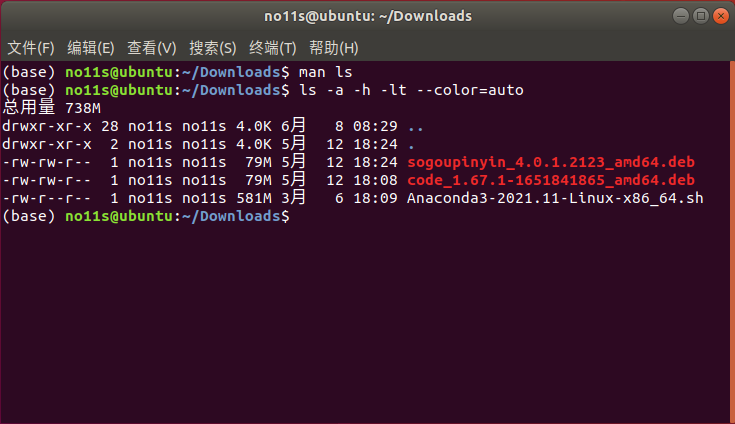 no11s@ubuntu: ~/Downloads
文件(F) 编辑(E) 查看(V) 搜索(S) 终端(T) 帮助(H)
(base) no11s@ubuntu:~/Downloads$ man ls
(base) no11s@ubuntu:~/Downloads$ ls -a -h -lt --color=auto
总用量 738M
drwxr-xr-x 28 no11s no11s 4.0K 6月   8 08:29 ..
drwxr-xr-x  2 no11s no11s 4.0K 5月  12 18:24 .
-rw-rw-r--  1 no11s no11s  79M 5月  12 18:24 sogoupinyin_4.0.1.2123_amd64.deb
-rw-rw-r--  1 no11s no11s  79M 5月  12 18:08 code_1.67.1-1651841865_amd64.deb
-rw-r--r--  1 no11s no11s 581M 3月   6 18:09 Anaconda3-2021.11-Linux-x86_64.sh
(base) no11s@ubuntu:~/Downloads$